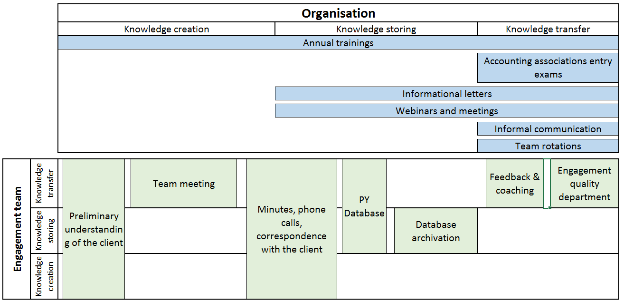 Organisation
Knowledge creation Knowledge storing Knowledge transfer
Annual trainings
Accounting associations entry
exams
Informational letters
Webinars and meetings
Informal communication
Team rotations
Engagement team
Knowledge
transfer
Knowledge
storing
Knowledge
creation
Preliminary
understandin
g of the client
Team meeting
Minutes, phone
calls,
correspondence
with the client
PY
Database
Database
archivation
Feedback &
coaching
Engagement
quality
department